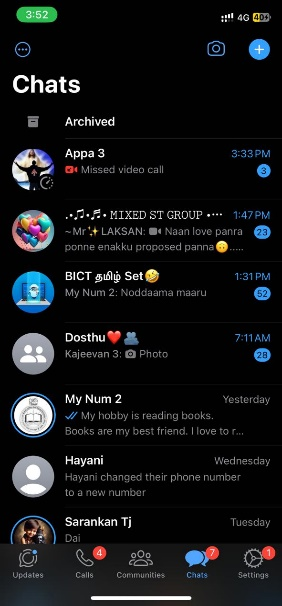 3:52
4G 40
Chats
Archived
Appa 3
3:33 PM
Missed video call
3
.•♫•♬• 𝙼𝙸𝚇𝙴𝙳 𝚂𝚃 𝙶𝚁𝙾𝚄𝙿 •···
1:47 PM
~Mr✨LAKSAN: Naan love panra
ponne enakku proposed panna🙃.....
23
BICT தமிழ் Set🤣
1:31 PM
My Num 2: Noddaama maaru
52
Dosthu❤️🫂
7:11 AM
Kajeevan 3: Photo
28
My Num 2
Yesterday
My hobby is reading books.
Books are my best friend. I love to r...
Hayani
Wednesday
Hayani changed their phone number
to a new number
Sarankan Tj
Tuesday
Dai
4
7
1
Updates
Calls
Communities
Chats
Settings